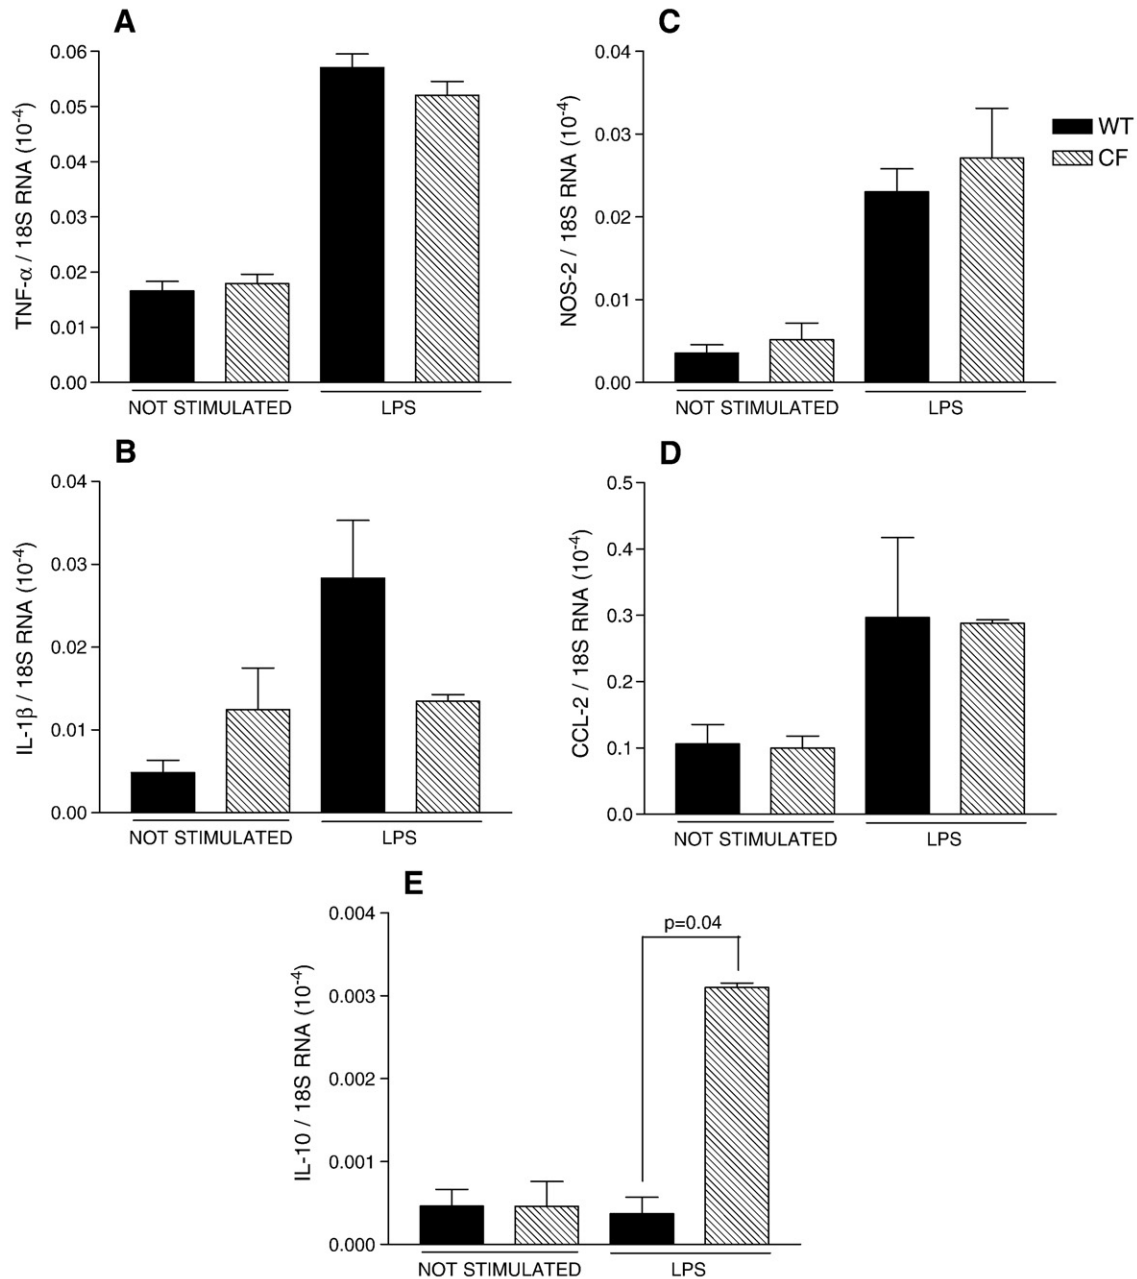 A
TNF-α / 18S RNA (10-4)
0.06
0.05
0.04
0.03
0.02
0.01
0.00
NOT STIMULATED
LPS
C
NOS-2 / 18S RNA (10-4)
0.04
0.03
0.02
0.01
0.00
NOT STIMULATED
LPS
WT
CF
B
IL-1β / 18S RNA (10-4)
0.04
0.03
0.02
0.01
0.00
NOT STIMULATED
LPS
D
CCL-2 / 18S RNA (10-4)
0.5
0.4
0.3
0.2
0.1
0.0
NOT STIMULATED
LPS
E
IL-10 / 18S RNA (10-4)
0.004
0.003
0.002
0.001
0.000
p=0.04
NOT STIMULATED
LPS